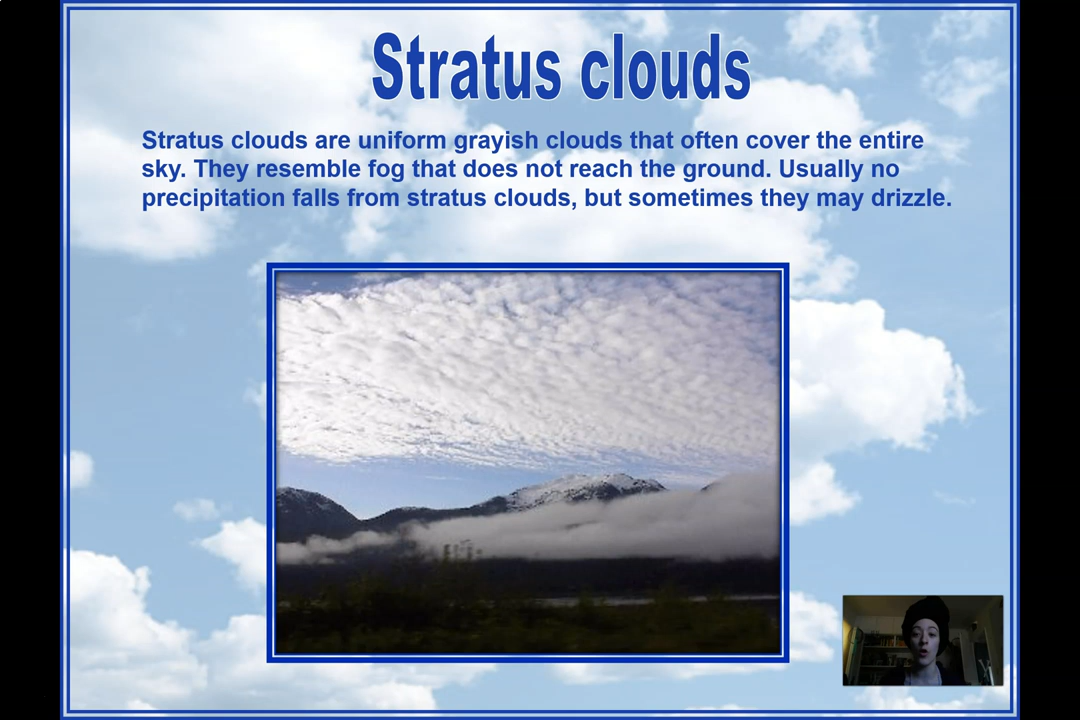 Stratus clouds
Stratus clouds are uniform grayish clouds that often cover the entire
sky. They resemble fog that does not reach the ground. Usually no
precipitation falls from stratus clouds, but sometimes they may drizzle.